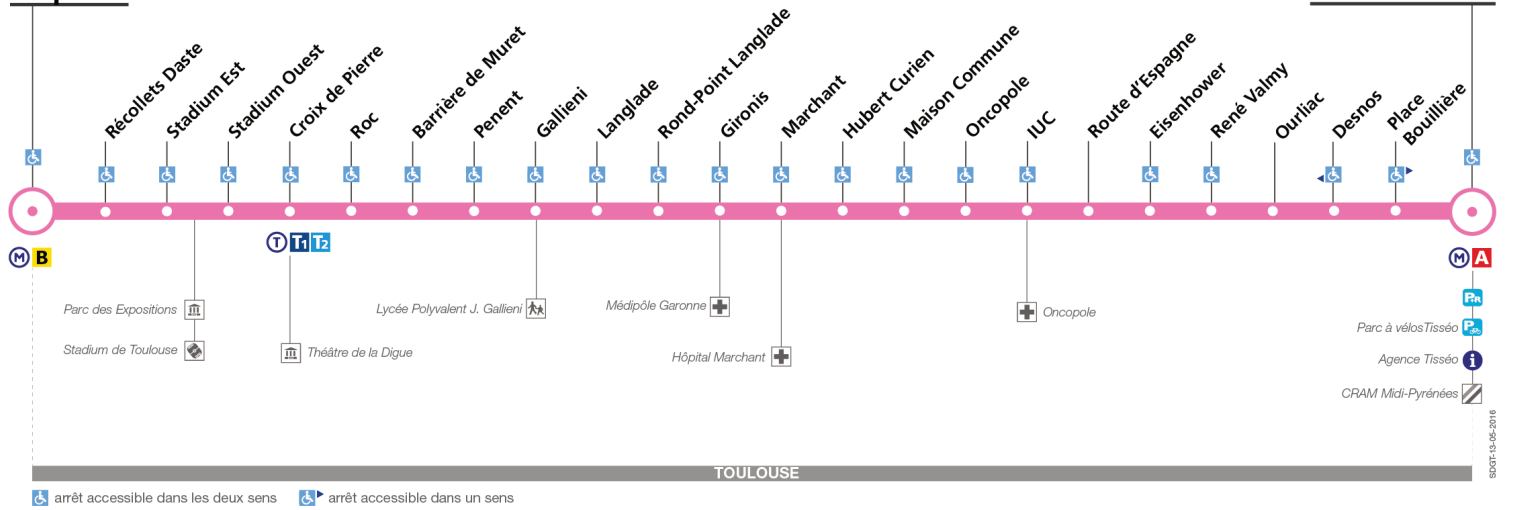 Récollets Daste
Stadium Est
Stadium Ouest
Croix de Pierre
Roc
Barrière de Muret
Penent
Gallieni
Langlade
Rond-Point Langlade
Gironis
Marchant
Hubert Curien
Maison Commune
Oncopole
IUC
Route d'Espagne
Eisenhower
René Valmy
Ouriac
Desnos
Place
Bouillière
M B
T T1 T2
M A
P+R
Parc des Expositions
Stadium de Toulouse
Théâtre de la Digue
Lycée Polyvalent J. Gallieni
Médipôle Garonne
Hôpital Marchant
Oncopole
Parc à vélosTisséo
P
Agence Tisséo
i
CRAM Midi-Pyrénées
SDGT-13-05-2016
TOULOUSE
arrêt accessible dans les deux sens
arrêt accessible dans un sens